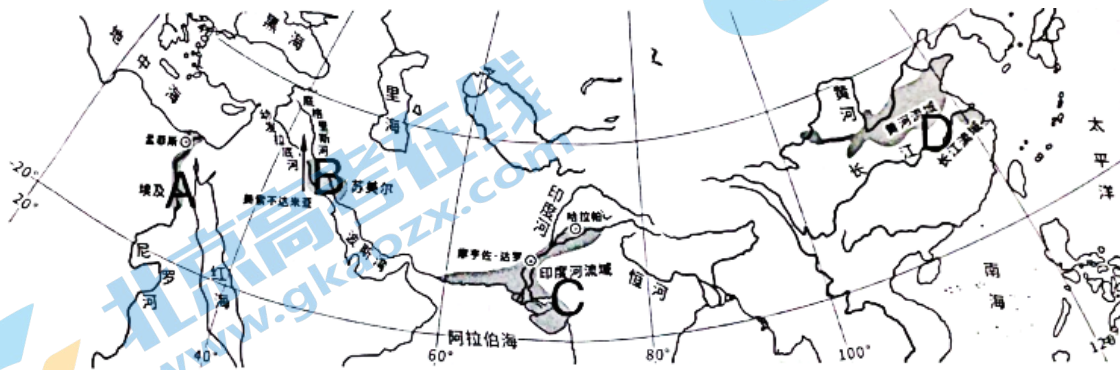 地中海
黑海
里海
孟菲斯
埃及
A
尼罗河
红海
幼发拉底河
底格里斯河
B
苏美尔
美索不达米亚
波斯湾
印度河
哈拉帕
摩亨佐·达罗
印度河流域
C
恒河
阿拉伯海
黄河
黄河流域
D
长江
长江流域
太平洋
南海
20°
20°
40°
60°
80°
100°
120°
北京高考在线
www.gkaozx.com